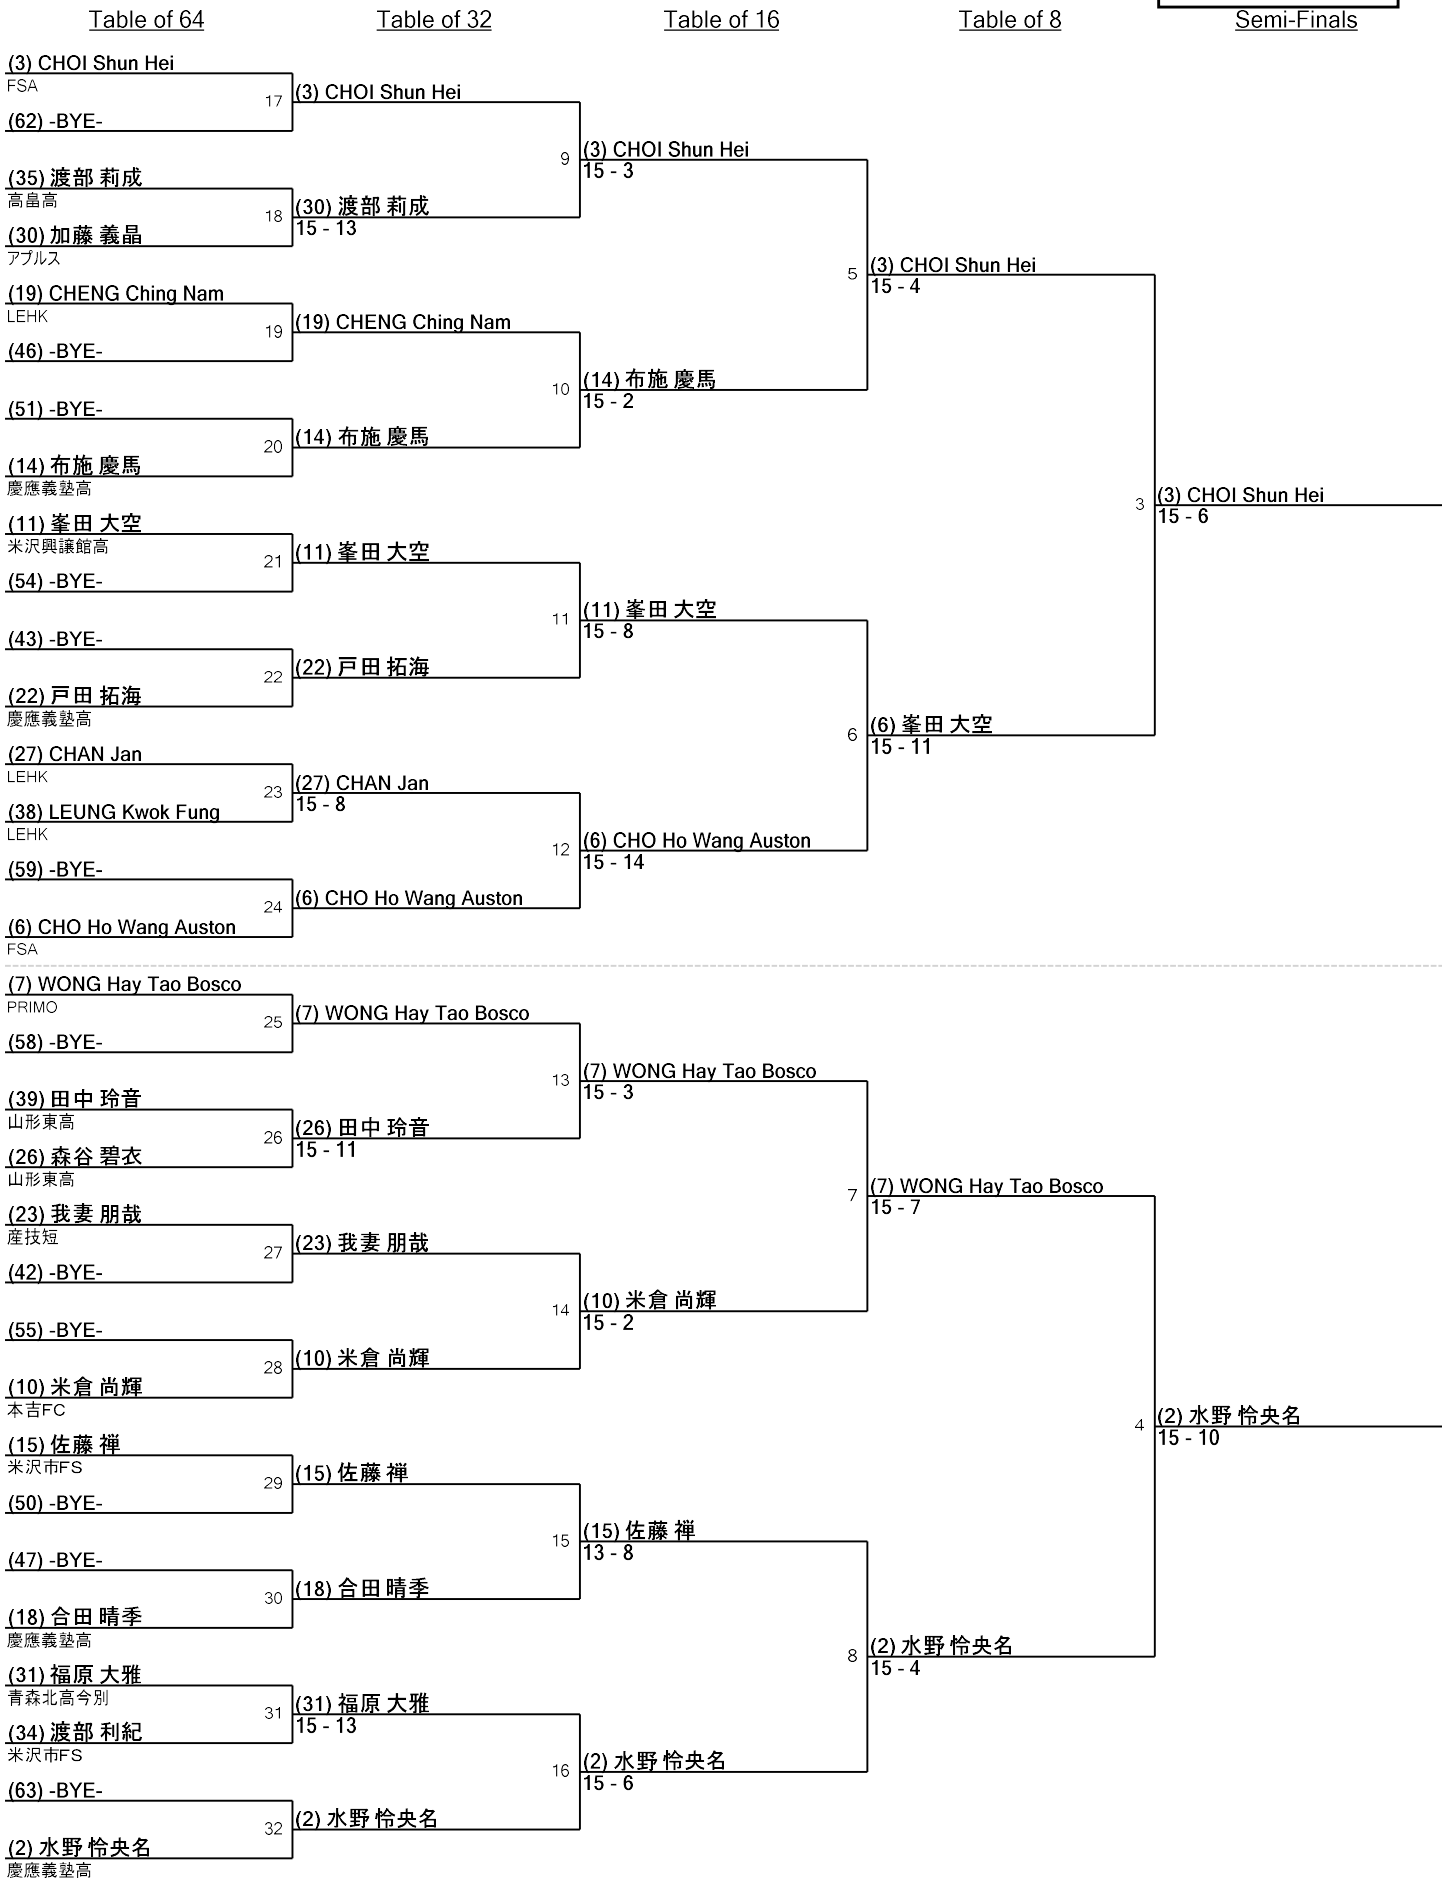 Table of 64 Table of 32 Table of 16 Table of 8 Semi-Finals
(3) CHOI Shun Hei
FSA
17
(3) CHOI Shun Hei
(62) -BYE-
9
(3) CHOI Shun Hei
15 - 3
(35) 渡部 莉成
高畠高
18
(30) 渡部 莉成
15 - 13
(30) 加藤 義晶
アプルス
5
(3) CHOI Shun Hei
15 - 4
(19) CHENG Ching Nam
LEHK
19
(19) CHENG Ching Nam
(46) -BYE-
10
(14) 布施 慶馬
15 - 2
(51) -BYE-
20
(14) 布施 慶馬
(14) 布施 慶馬
慶應義塾高
3
(3) CHOI Shun Hei
15 - 6
(11) 峯田 大空
米沢興譲館高
21
(11) 峯田 大空
(54) -BYE-
11
(11) 峯田 大空
15 - 8
(43) -BYE-
22
(22) 戸田 拓海
(22) 戸田 拓海
慶應義塾高
6
(6) 峯田 大空
15 - 11
(27) CHAN Jan
LEHK
23
(27) CHAN Jan
15 - 8
(38) LEUNG Kwok Fung
LEHK
12
(6) CHO Ho Wang Auston
15 - 14
(59) -BYE-
24
(6) CHO Ho Wang Auston
(6) CHO Ho Wang Auston
FSA
(7) WONG Hay Tao Bosco
PRIMO
25
(7) WONG Hay Tao Bosco
(58) -BYE-
13
(7) WONG Hay Tao Bosco
15 - 3
(39) 田中 玲音
山形東高
26
(26) 田中 玲音
15 - 11
(26) 森谷 碧衣
山形東高
7
(7) WONG Hay Tao Bosco
15 - 7
(23) 我妻 朋哉
産技短
27
(23) 我妻 朋哉
(42) -BYE-
14
(10) 米倉 尚輝
15 - 2
(55) -BYE-
28
(10) 米倉 尚輝
(10) 米倉 尚輝
本吉FC
4
(2) 水野 怜央名
15 - 10
(15) 佐藤 禅
米沢市FS
29
(15) 佐藤 禅
(50) -BYE-
15
(15) 佐藤 禅
13 - 8
(47) -BYE-
30
(18) 合田 晴季
(18) 合田 晴季
慶應義塾高
8
(2) 水野 怜央名
15 - 4
(31) 福原 大雅
青森北高今別
31
(31) 福原 大雅
15 - 13
(34) 渡部 利紀
米沢市FS
16
(2) 水野 怜央名
15 - 6
(63) -BYE-
32
(2) 水野 怜央名
(2) 水野 怜央名
慶應義塾高